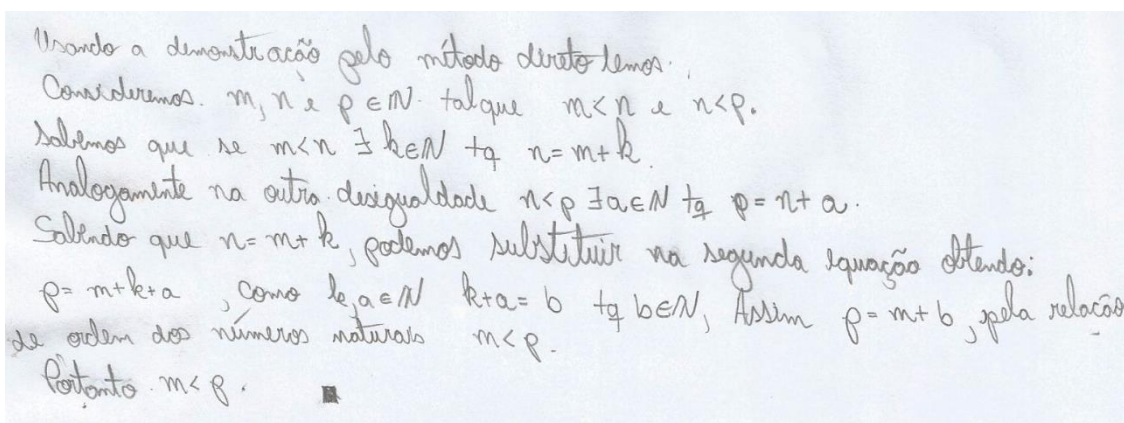 Usando a demonstração pelo método direto temos.
Consideremos. m, n e p ∈ N. tal que m<n e n<p.
Sabemos que se m<n ∃ k∈N tq n=m+k.
Analogamente na outra desigualdade n<p ∃a∈N tq p=n+a.
Sabendo que n=m+k, podemos substituir na segunda equação obtendo:
p=m+k+a, como k,a∈N k+a=b tq b∈N, Assim p=m+b, pela relação
de ordem dos números naturais m<p.
Portanto m<p.